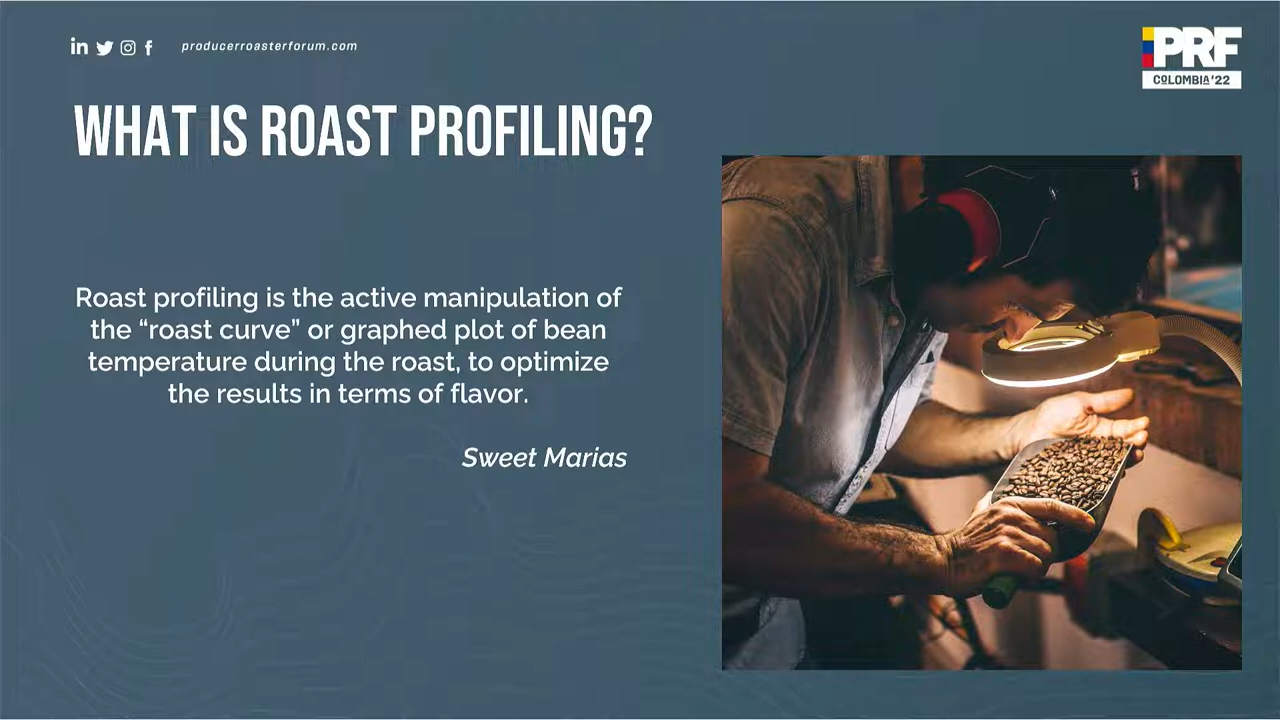 producerroasterforum.com
PRF
COLOMBIA'22
WHAT IS ROAST PROFILING?
Roast profiling is the active manipulation of
the “roast curve” or graphed plot of bean
temperature during the roast, to optimize
the results in terms of flavor.
Sweet Marias